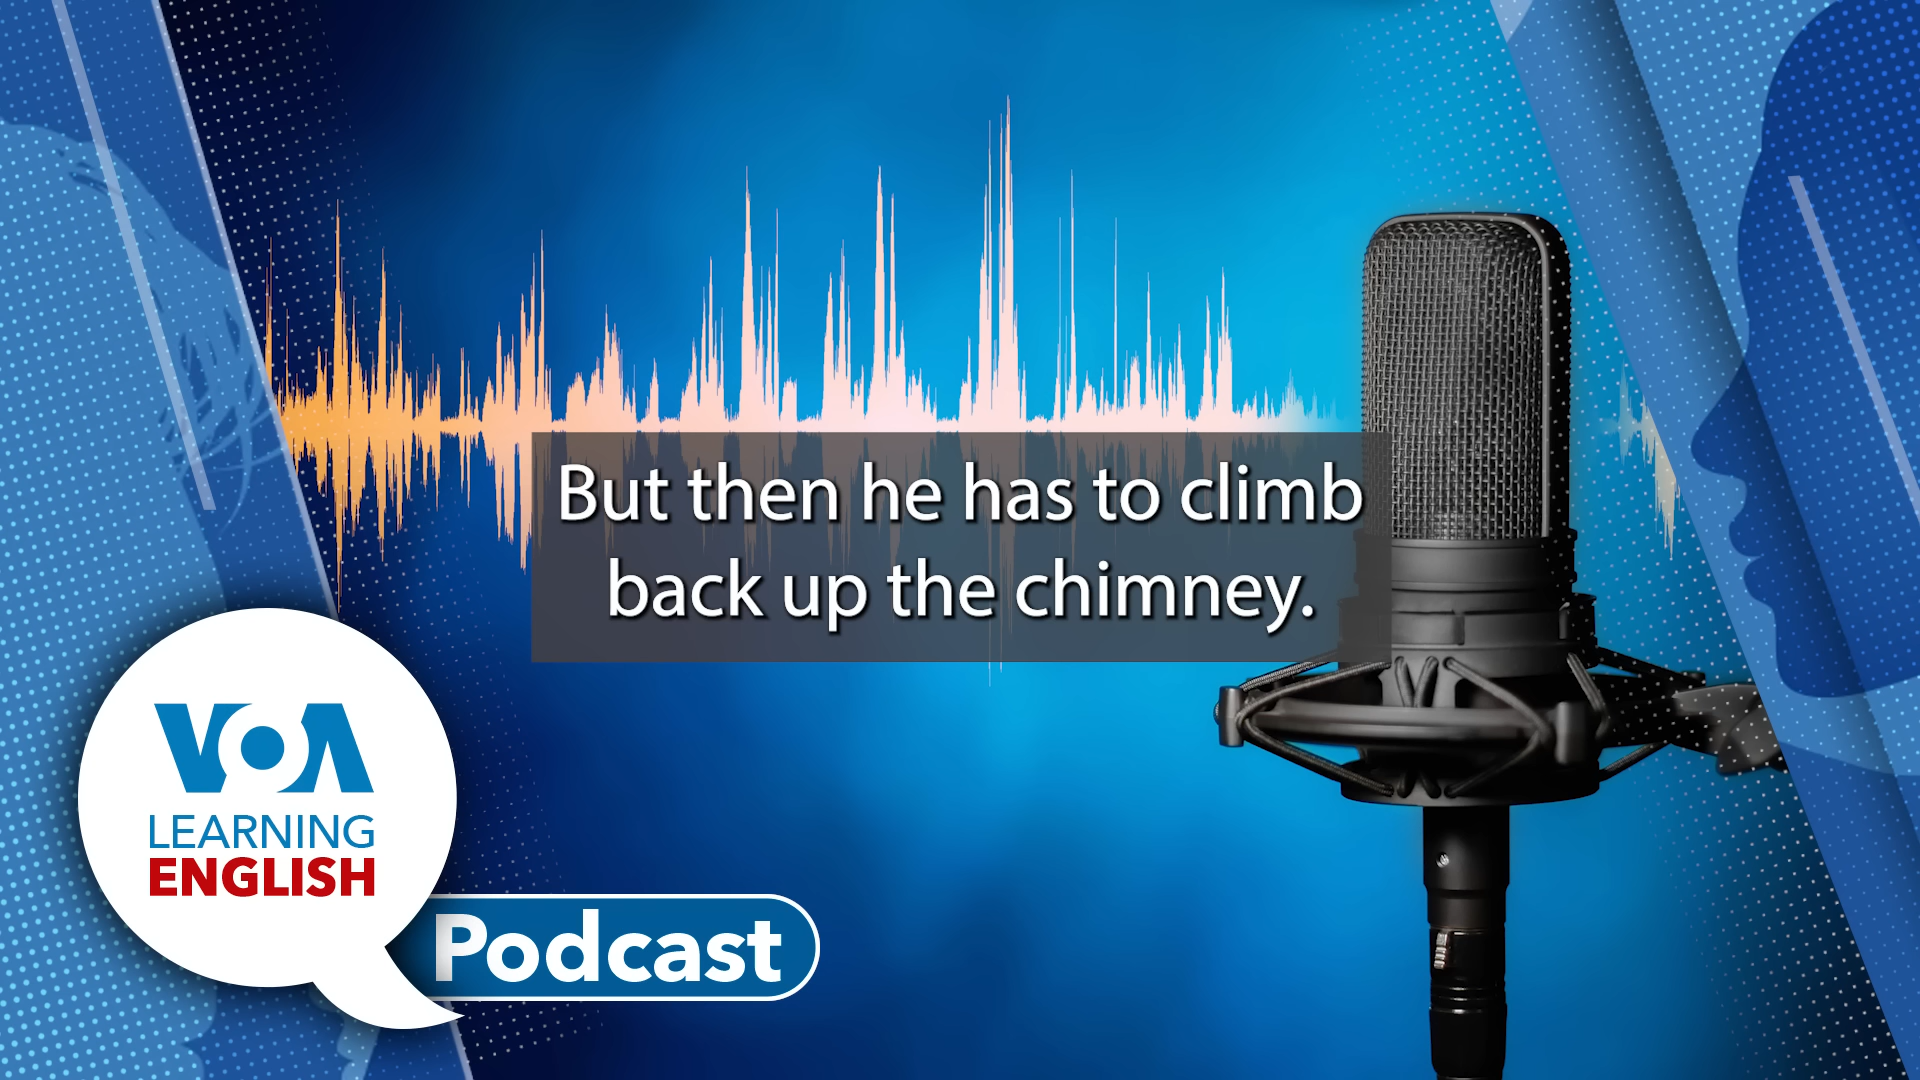 But then he has to climb
back up the chimney.
VOA
LEARNING
ENGLISH
Podcast